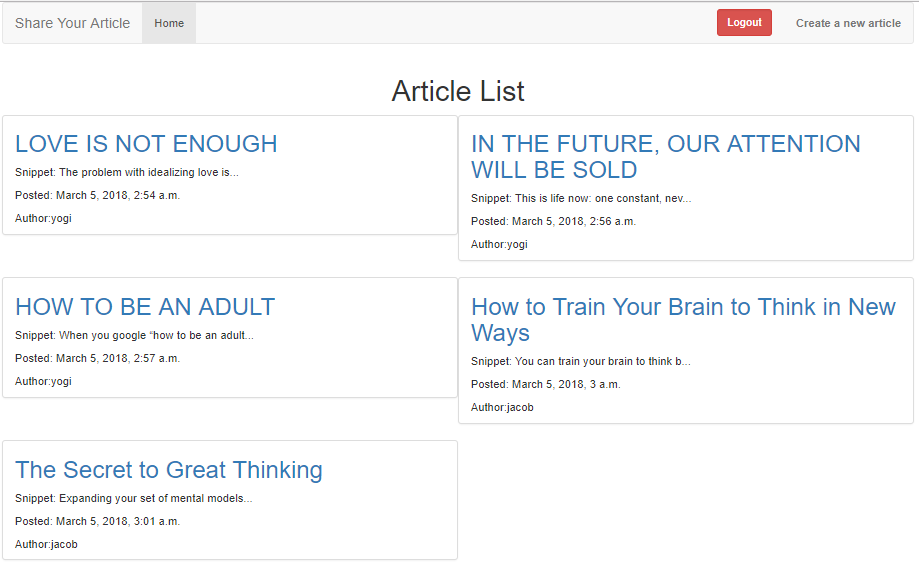 Share Your Article Home Logout Create a new article
Article List
LOVE IS NOT ENOUGH
Snippet: The problem with idealizing love is...
Posted: March 5, 2018, 2:54 a.m.
Author:yogi
IN THE FUTURE, OUR ATTENTION
WILL BE SOLD
Snippet: This is life now: one constant, nev...
Posted: March 5, 2018, 2:56 a.m.
Author:yogi
HOW TO BE AN ADULT
Snippet: When you google “how to be an adult...
Posted: March 5, 2018, 2:57 a.m.
Author:yogi
How to Train Your Brain to Think in New
Ways
Snippet: You can train your brain to think b...
Posted: March 5, 2018, 3 a.m.
Author:jacob
The Secret to Great Thinking
Snippet: Expanding your set of mental models...
Posted: March 5, 2018, 3:01 a.m.
Author:jacob